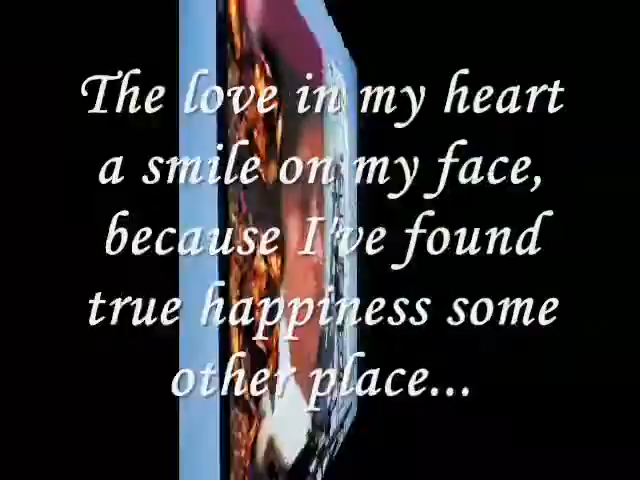 The love in my heart
a smile on my face,
because I've found
true happiness some
other place...